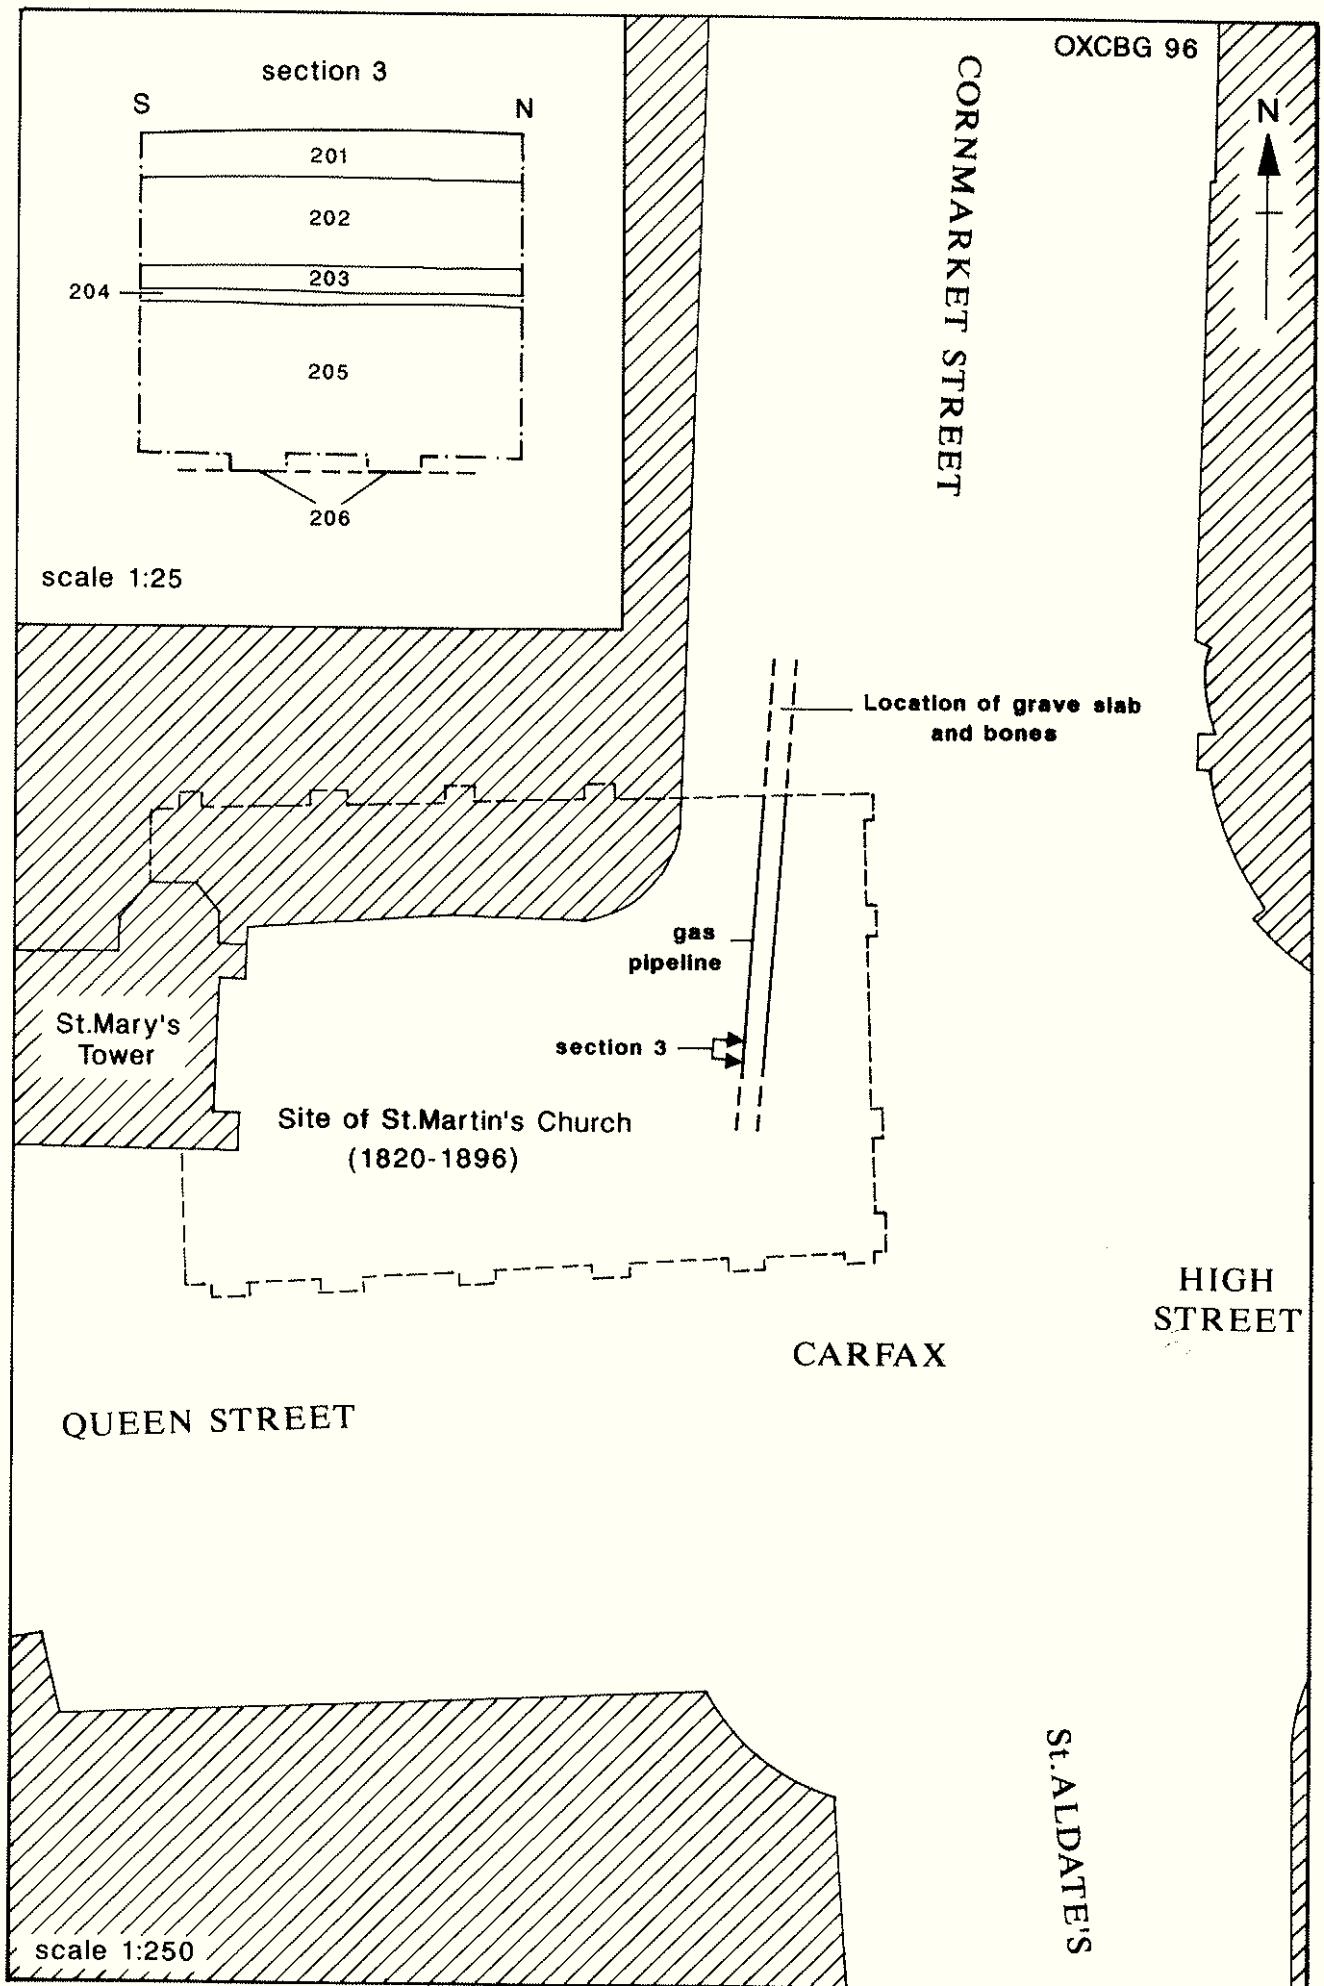 OXCBG 96
section 3
S
N
201
202
203
204
205
206
scale 1:25
CORNMARKET STREET
N
Location of grave slab
and bones
gas
pipeline
section 3
St.Mary's
Tower
Site of St.Martin's Church
(1820-1896)
HIGH
STREET
CARFAX
QUEEN STREET
St.ALDATE'S
scale 1:250